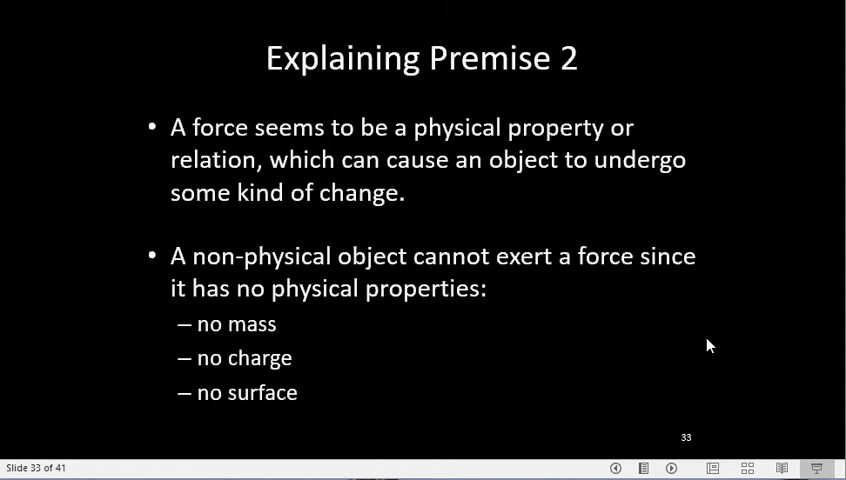 Explaining Premise 2
• A force seems to be a physical property or
relation, which can cause an object to undergo
some kind of change.
• A non-physical object cannot exert a force since
it has no physical properties:
– no mass
– no charge
– no surface
33
Slide 33 of 41